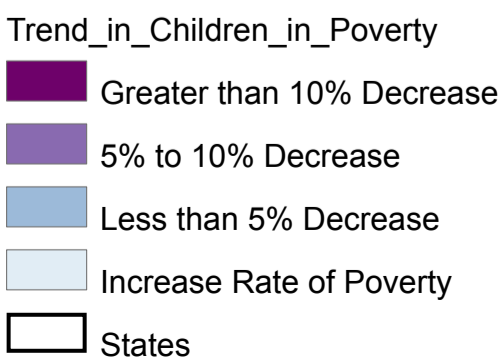 Trend_in_Children_in_Poverty
Greater than 10% Decrease
5% to 10% Decrease
Less than 5% Decrease
Increase Rate of Poverty
States